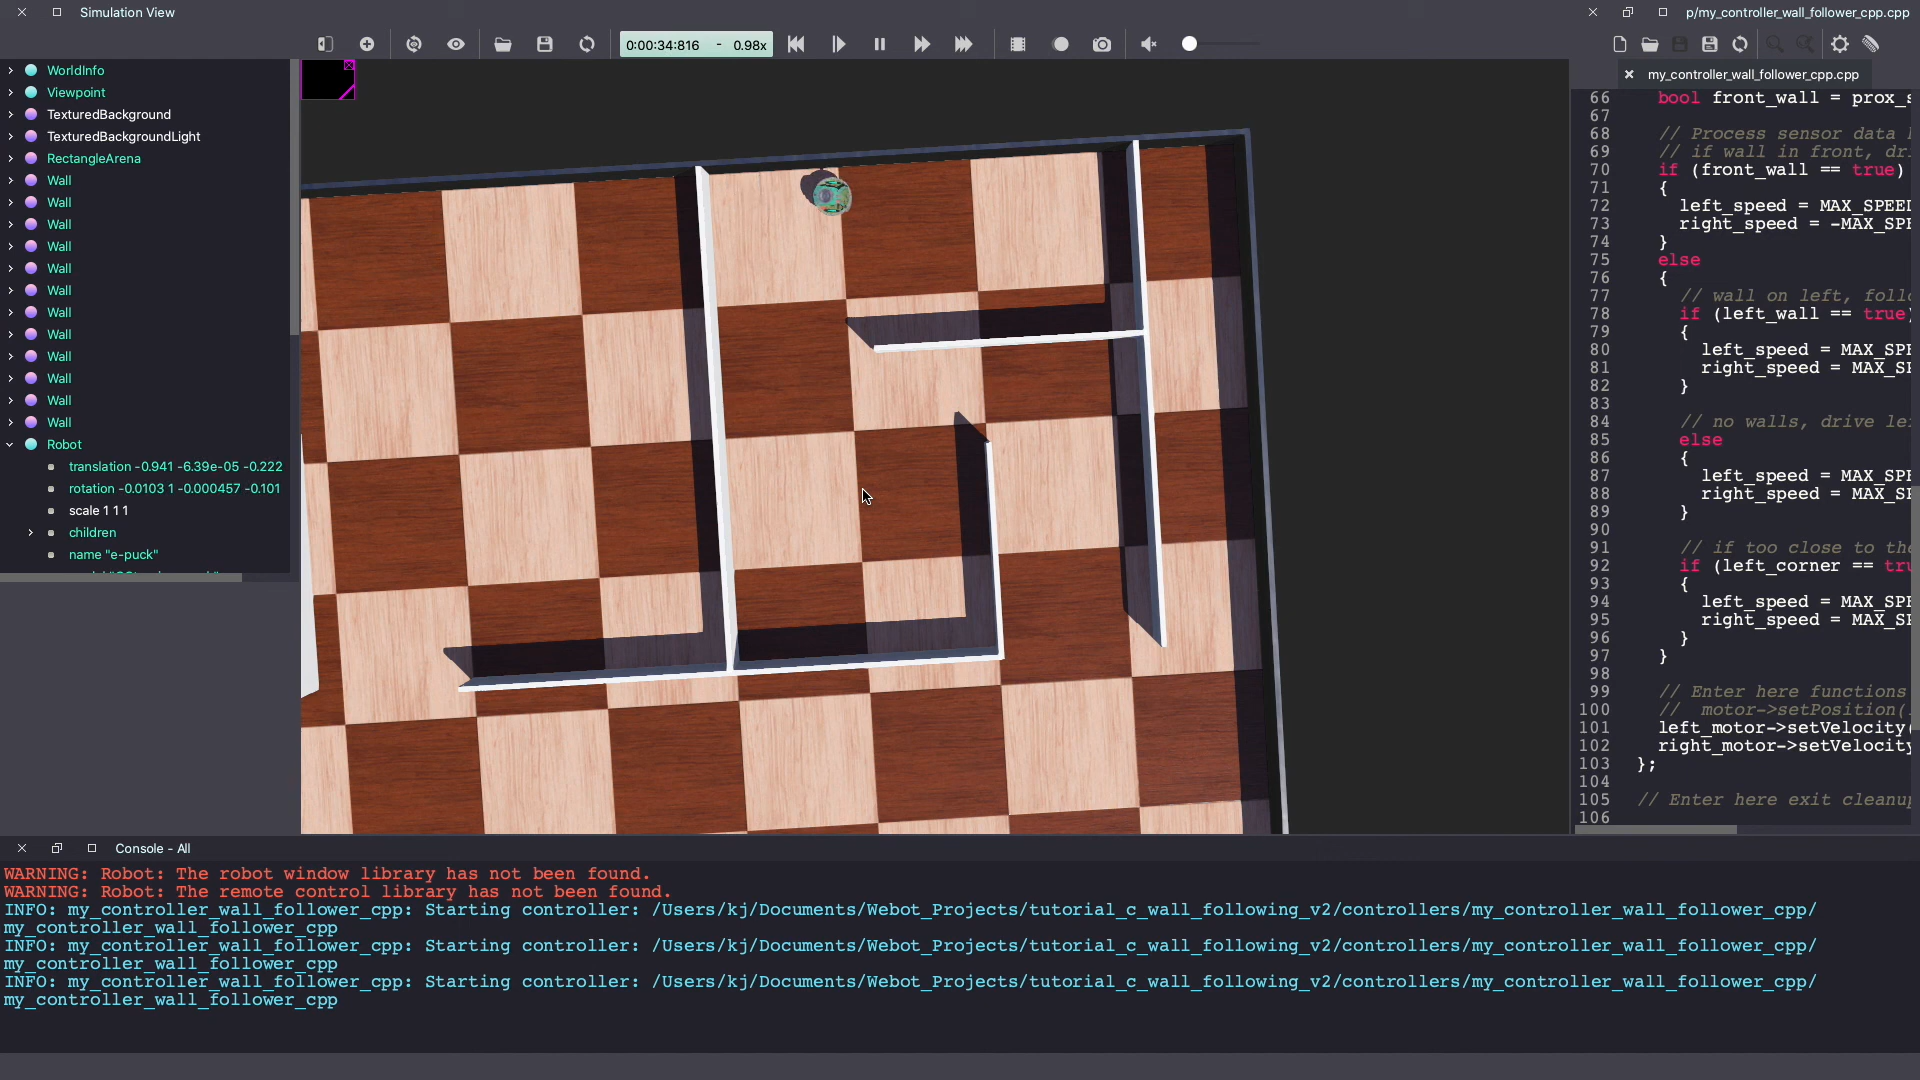 Simulation View
p/my_controller_wall_follower_cpp.cpp
0:00:34:816 - 0.98x
my_controller_wall_follower_cpp.cpp
WorldInfo
Viewpoint
TexturedBackground
TexturedBackgroundLight
RectangleArena
Wall
Wall
Wall
Wall
Wall
Wall
Wall
Wall
Wall
Wall
Wall
Wall
Robot
translation -0.941 -6.39e-05 -0.222
rotation -0.0103 1 -0.000457 -0.101
scale 1 1 1
children
name "e-puck"
66 bool front_wall = prox_s
67
68 // Process sensor data
69 // if wall in front, dri
70 if (front_wall == true)
71 {
72 left_speed = MAX_SPEED
73 right_speed = -MAX_SPE
74 }
75 else
76 {
77 // wall on left, follo
78 if (left_wall == true)
79 {
80 left_speed = MAX_SPE
81 right_speed = MAX_SP
82 }
83
84 // no walls, drive le
85 else
86 {
87 left_speed = MAX_SPE
88 right_speed = MAX_SP
89 }
90
91 // if too close to the
92 if (left_corner == tru
93 {
94 left_speed = MAX_SPE
95 right_speed = MAX_SP
96 }
97 }
98
99 // Enter here functions
100 // motor->setPosition(
101 left_motor->setVelocity(
102 right_motor->setVelocity
103 };
104
105 // Enter here exit cleanup
106
Console - All
WARNING: Robot: The robot window library has not been found.
WARNING: Robot: The remote control library has not been found.
INFO: my_controller_wall_follower_cpp: Starting controller: /Users/kj/Documents/Webot_Projects/tutorial_c_wall_following_v2/controllers/my_controller_wall_follower_cpp/
my_controller_wall_follower_cpp
INFO: my_controller_wall_follower_cpp: Starting controller: /Users/kj/Documents/Webot_Projects/tutorial_c_wall_following_v2/controllers/my_controller_wall_follower_cpp/
my_controller_wall_follower_cpp
INFO: my_controller_wall_follower_cpp: Starting controller: /Users/kj/Documents/Webot_Projects/tutorial_c_wall_following_v2/controllers/my_controller_wall_follower_cpp/
my_controller_wall_follower_cpp